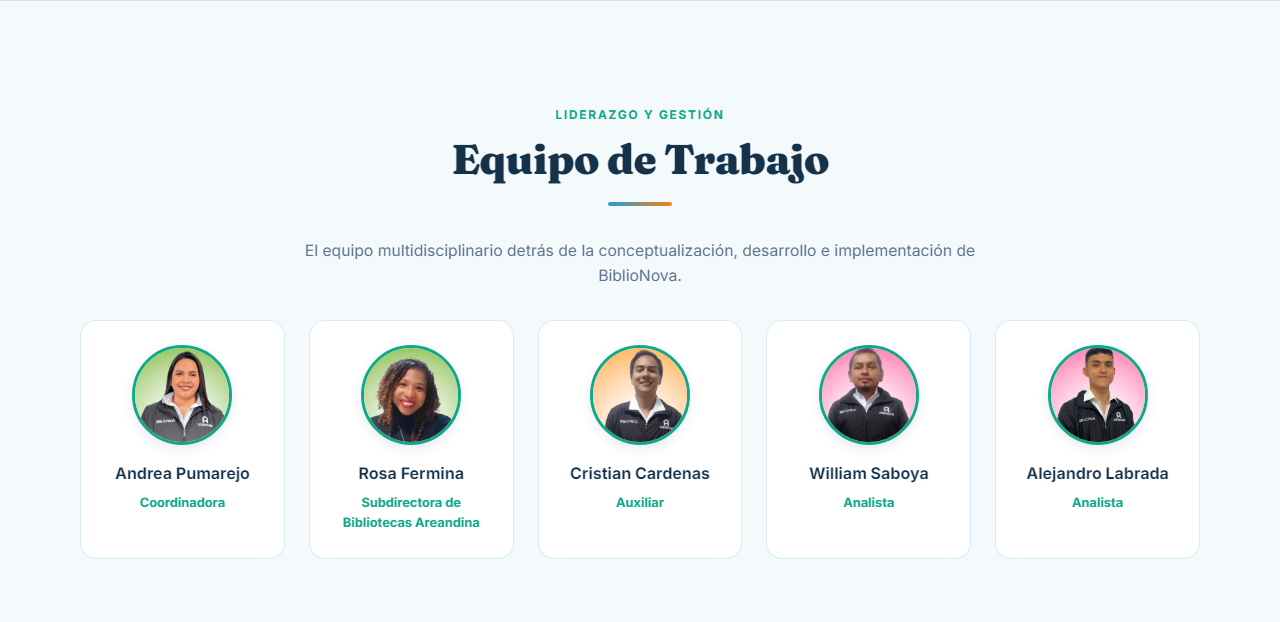 LIDERAZGO Y GESTIÓN
Equipo de Trabajo
El equipo multidisciplinario detrás de la conceptualización, desarrollo e implementación de
BiblioNova.
Andrea Pumarejo
Coordinadora
Rosa Fermina
Subdirectora de
Bibliotecas Areandina
Cristian Cardenas
Auxiliar
William Saboya
Analista
Alejandro Labrada
Analista